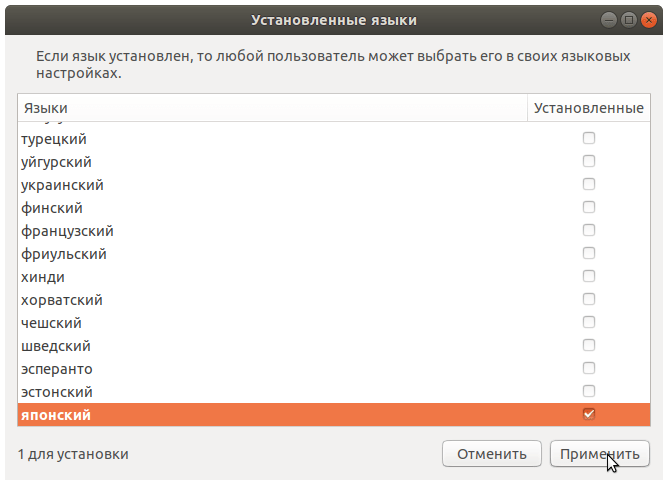 Установленные языки
Если язык установлен, то любой пользователь может выбрать его в своих языковых
настройках.
Языки Установленные
турецкий
уйгурский
украинский
финский
французский
фриульский
хинди
хорватский
чешский
шведский
эсперанто
эстонский
японский
1 для установки Отменить Применить